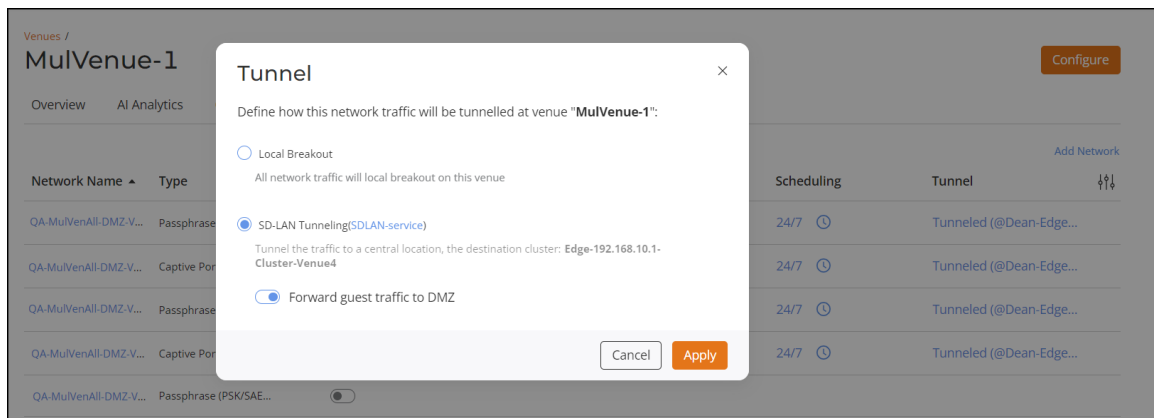 Venues /
MulVenue-1
Configure
Overview AI Analytics
Add Network
Network Name Type Scheduling Tunnel
QA-MulVenAll-DMZ-V... Passphrase 24/7 Tunneled (@Dean-Edge...
QA-MulVenAll-DMZ-V... Captive Por 24/7 Tunneled (@Dean-Edge...
QA-MulVenAll-DMZ-V... Passphrase 24/7 Tunneled (@Dean-Edge...
QA-MulVenAll-DMZ-V... Captive Por 24/7 Tunneled (@Dean-Edge...
QA-MulVenAll-DMZ-V... Passphrase (PSK/SAE...
Tunnel
Define how this network traffic will be tunnelled at venue "MulVenue-1":
Local Breakout
All network traffic will local breakout on this venue
SD-LAN Tunneling(SDLAN-service)
Tunnel the traffic to a central location, the destination cluster: Edge-192.168.10.1-
Cluster-Venue4
Forward guest traffic to DMZ
Cancel Apply